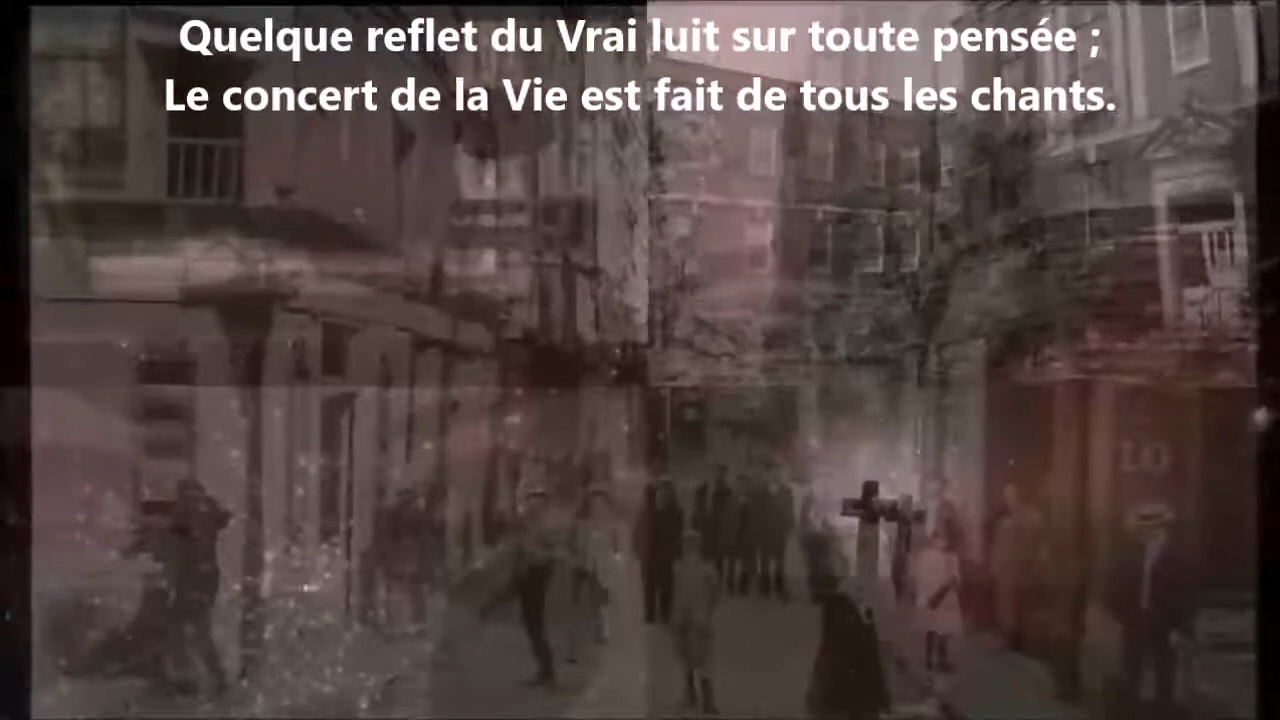 Quelque reflet du Vrai luit sur toute pensée ;
Le concert de la Vie est fait de tous les chants.
10